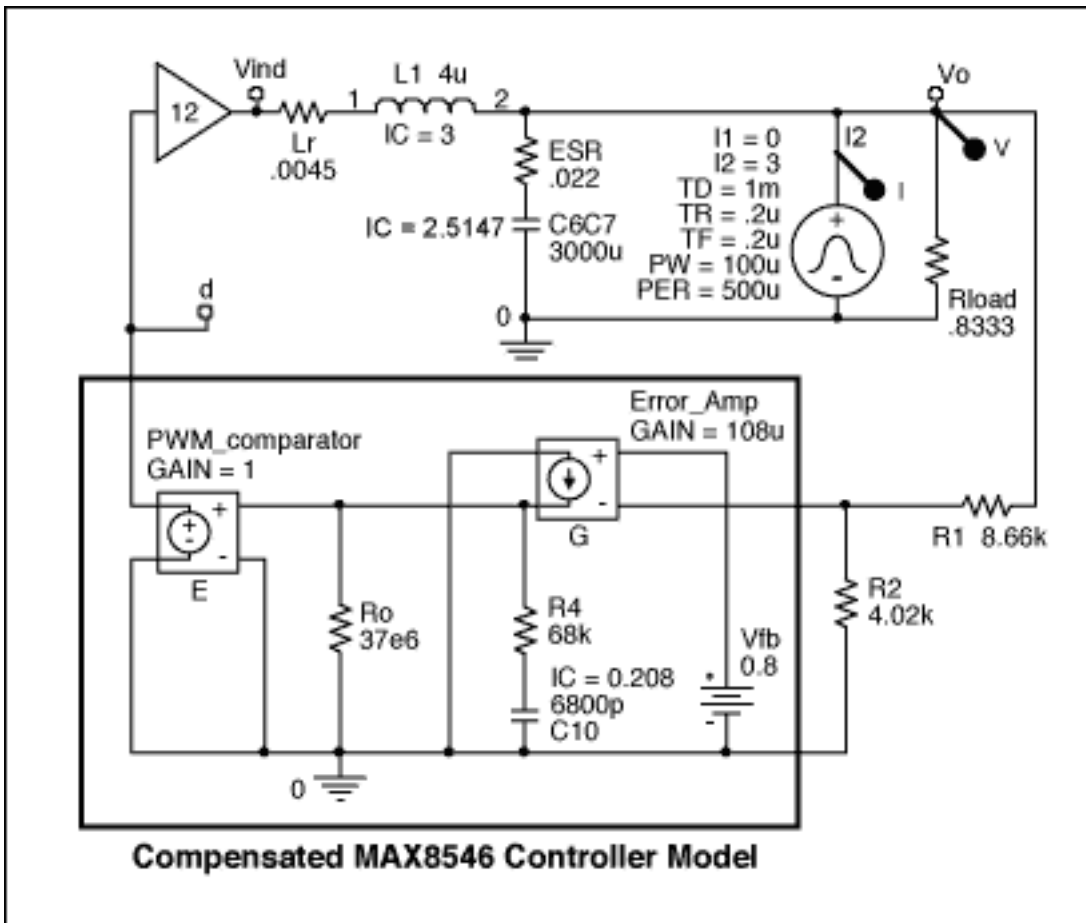 12
Vind
Lr
.0045
1
L1 4u
IC = 3
2
ESR
.022
IC = 2.5147
C6C7
3000u
I1 = 0
I2 = 3
TD = 1m
TR = .2u
TF = .2u
PW = 100u
PER = 500u
I2
I
+
-
Vo
V
Rload
.8333
0
d
PWM_comparator
GAIN = 1
+
-
+
-
E
Ro
37e6
R4
68k
IC = 0.208
6800p
C10
Error_Amp
GAIN = 108u
+
-
G
Vfb
0.8
-
R1 8.66k
R2
4.02k
0
Compensated MAX8546 Controller Model